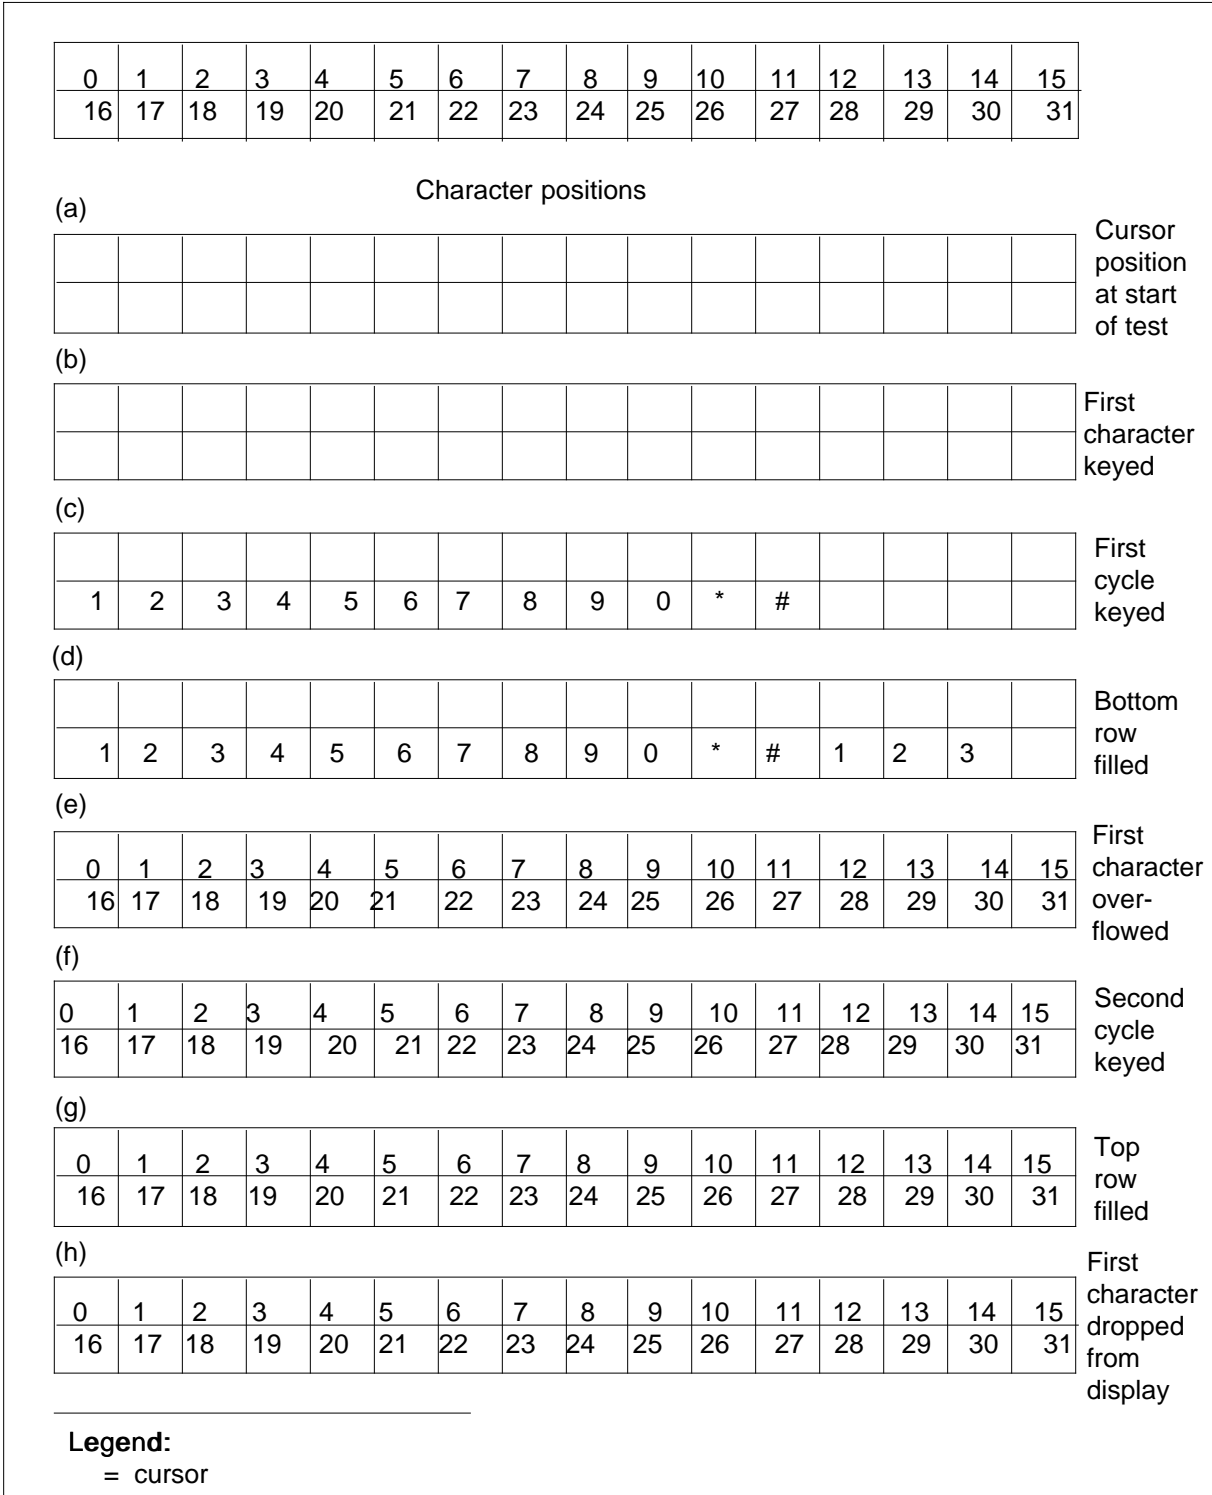 0 1 2 3 4 5 6 7 8 9 10 11 12 13 14 15
16 17 18 19 20 21 22 23 24 25 26 27 28 29 30 31
Character positions
(a)
Cursor
position
at start
of test
(b)
First
character
keyed
(c)
First
cycle
keyed
1 2 3 4 5 6 7 8 9 0 * #
(d)
Bottom
row
filled
1 2 3 4 5 6 7 8 9 0 * # 1 2 3
(e)
First
character
over-
flowed
0 1 2 3 4 5 6 7 8 9 10 11 12 13 14 15
16 17 18 19 20 21 22 23 24 25 26 27 28 29 30 31
(f)
Second
cycle
keyed
0 1 2 3 4 5 6 7 8 9 10 11 12 13 14 15
16 17 18 19 20 21 22 23 24 25 26 27 28 29 30 31
(g)
Top
row
filled
0 1 2 3 4 5 6 7 8 9 10 11 12 13 14 15
16 17 18 19 20 21 22 23 24 25 26 27 28 29 30 31
(h)
First
character
dropped
from
display
0 1 2 3 4 5 6 7 8 9 10 11 12 13 14 15
16 17 18 19 20 21 22 23 24 25 26 27 28 29 30 31
Legend:
= cursor